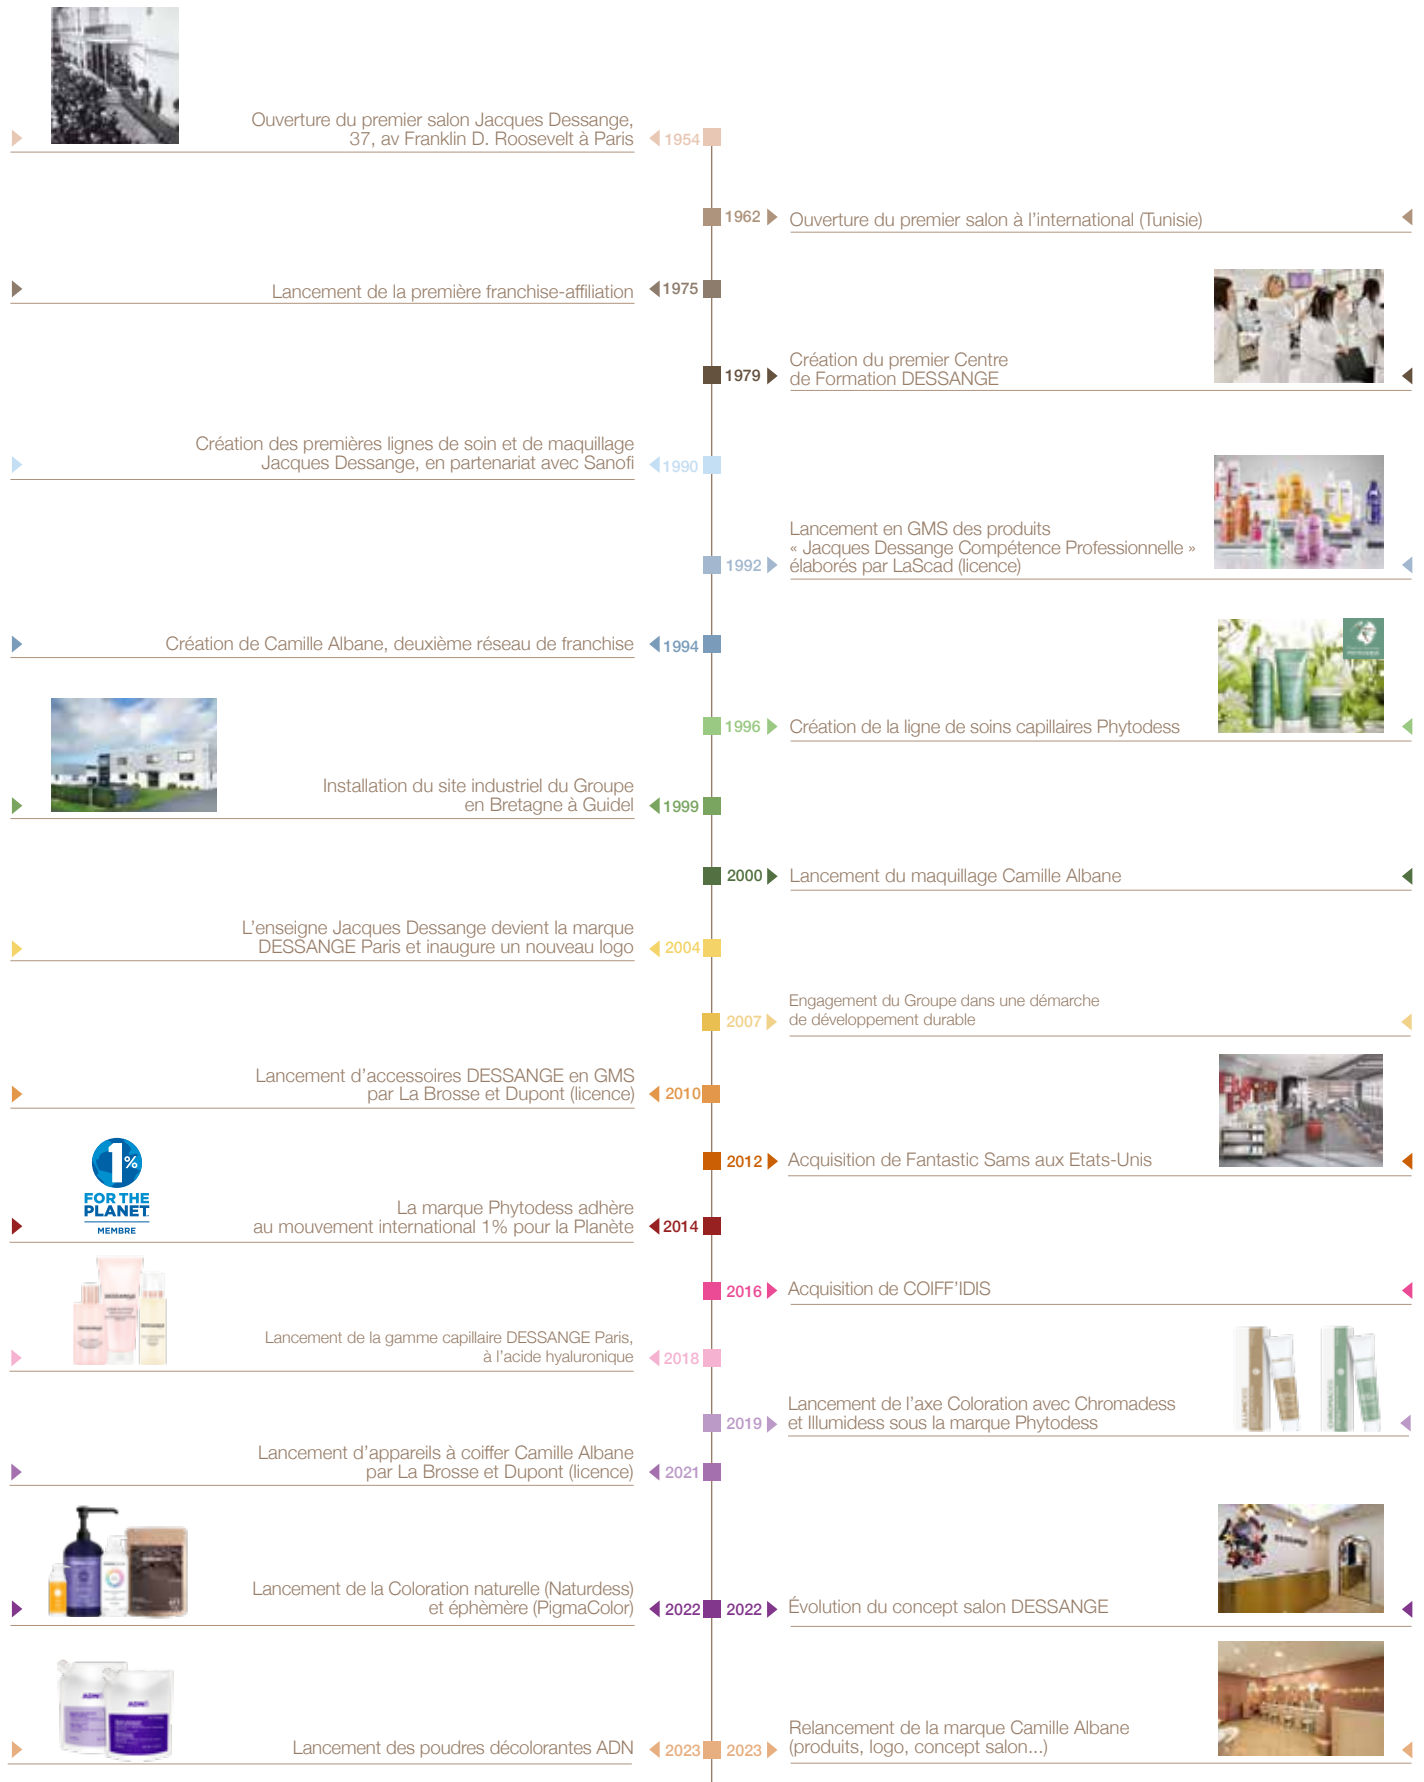 Ouverture du premier salon Jacques Dessange,
37, av Franklin D. Roosevelt à Paris
1954
1962
Ouverture du premier salon à l'international (Tunisie)
Lancement de la première franchise-affiliation
1975
1979
Création du premier Centre
de Formation DESSANGE
Création des premières lignes de soin et de maquillage
Jacques Dessange, en partenariat avec Sanofi
1990
1992
Lancement en GMS des produits
« Jacques Dessange Compétence Professionnelle »
élaborés par LaScad (licence)
Création de Camille Albane, deuxième réseau de franchise
1994
1996
Création de la ligne de soins capillaires Phytodess
Installation du site industriel du Groupe
en Bretagne à Guidel
1999
2000
Lancement du maquillage Camille Albane
L'enseigne Jacques Dessange devient la marque
DESSANGE Paris et inaugure un nouveau logo
2004
2007
Engagement du Groupe dans une démarche
de développement durable
Lancement d'accessoires DESSANGE en GMS
par La Brosse et Dupont (licence)
2010
2012
Acquisition de Fantastic Sams aux Etats-Unis
1%
FOR THE
PLANET
MEMBRE
La marque Phytodess adhère
au mouvement international 1% pour la Planète
2014
2016
Acquisition de COIFF'IDIS
Lancement de la gamme capillaire DESSANGE Paris,
à l'acide hyaluronique
2018
2019
Lancement de l'axe Coloration avec Chromadess
et Illumidess sous la marque Phytodess
Lancement d'appareils à coiffer Camille Albane
par La Brosse et Dupont (licence)
2021
Lancement de la Coloration naturelle (Naturdess)
et éphèmère (PigmaColor)
2022
2022
Évolution du concept salon DESSANGE
DESSANGE
ADN
ADN
Lancement des poudres décolorantes ADN
2023
2023
Relancement de la marque Camille Albane
(produits, logo, concept salon...)